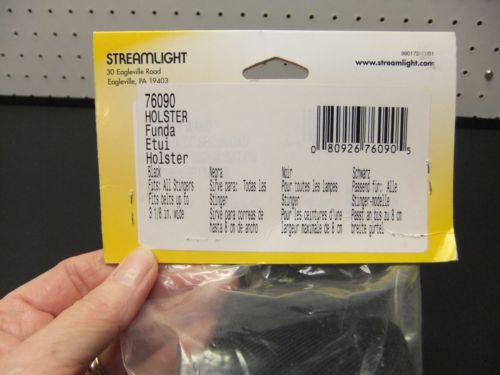 STREAMLIGHT
30 Eagleville Road
Eagleville, PA 19403
www.streamlight.com
76090
HOLSTER
Funda
Etui
Holster
0 80926 76090 5
Black
Fits: All Stingers
Fits belts up to
3 1/8 in. wide
Negra
Sirve para: Todas las
Stinger
Sirve para correas de
hasta 8 cm de ancho
Noir
Pour toutes les lampes
Stinger
Pour les ceintures d'une
largeur maximale de 8 cm
Schwarz
Passend für: Alle
Stinger-modelle
Passt an bis zu 8 cm
breite gurtel